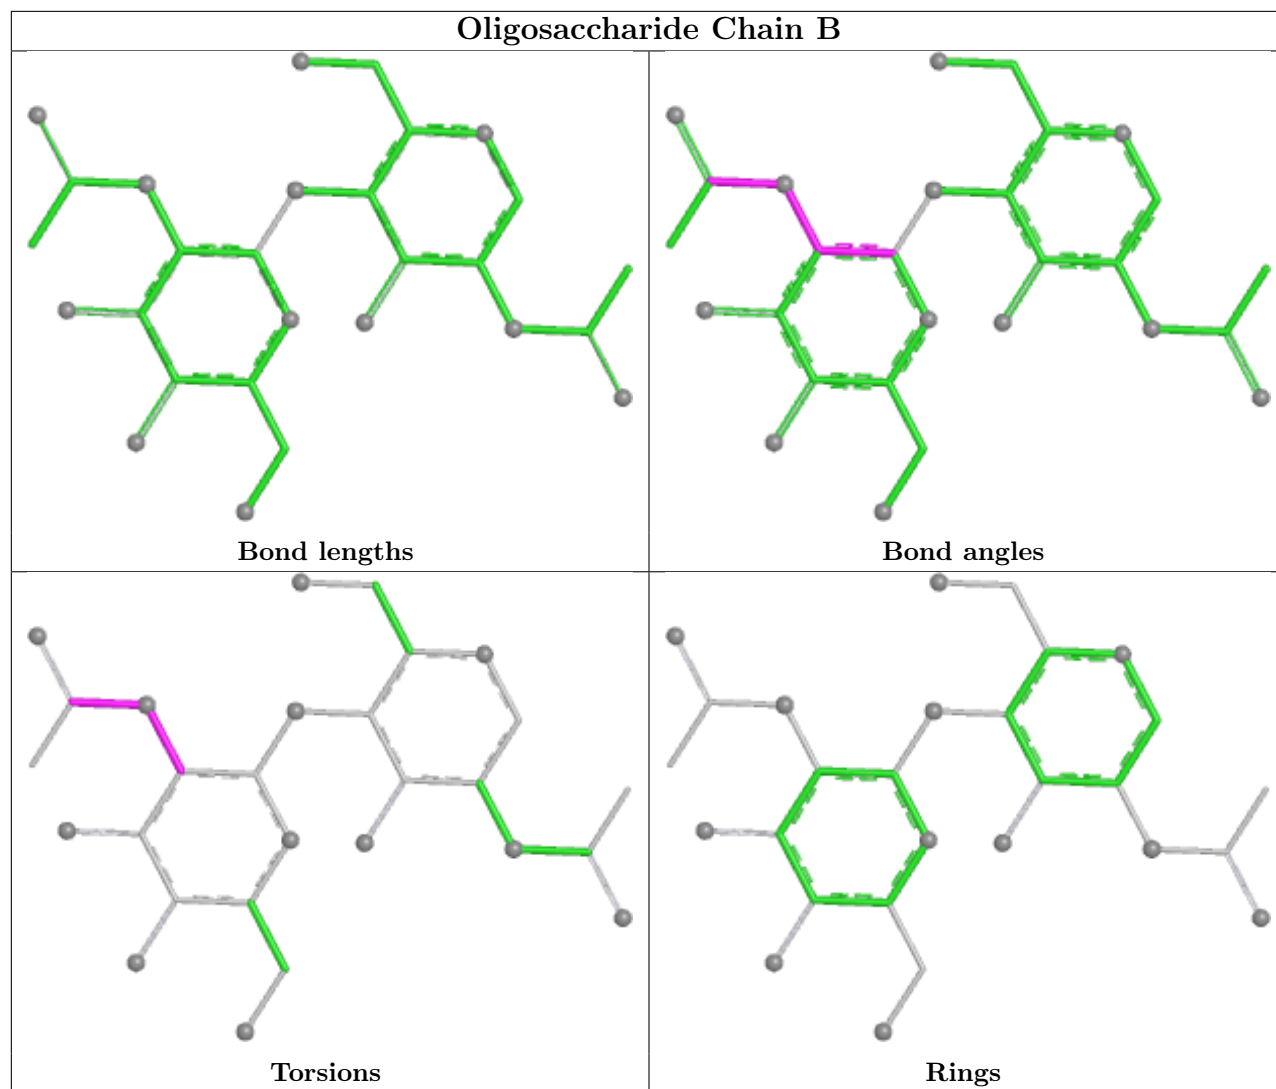 Oligosaccharide Chain B
Bond lengths
Bond angles
Torsions
Rings